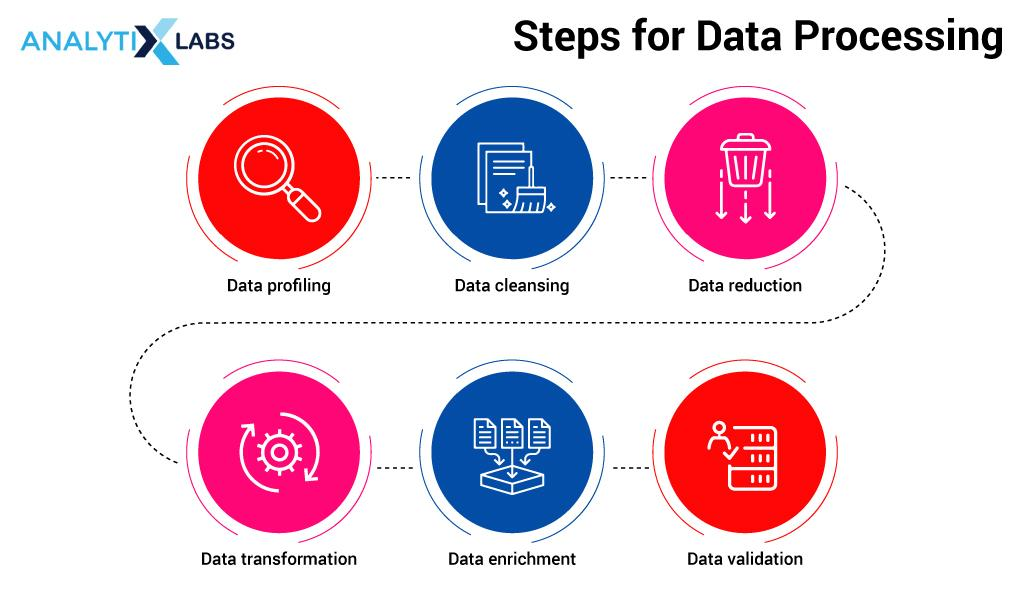 ANALYTIX LABS
Steps for Data Processing
Data profiling
Data cleansing
Data reduction
Data transformation
Data enrichment
Data validation